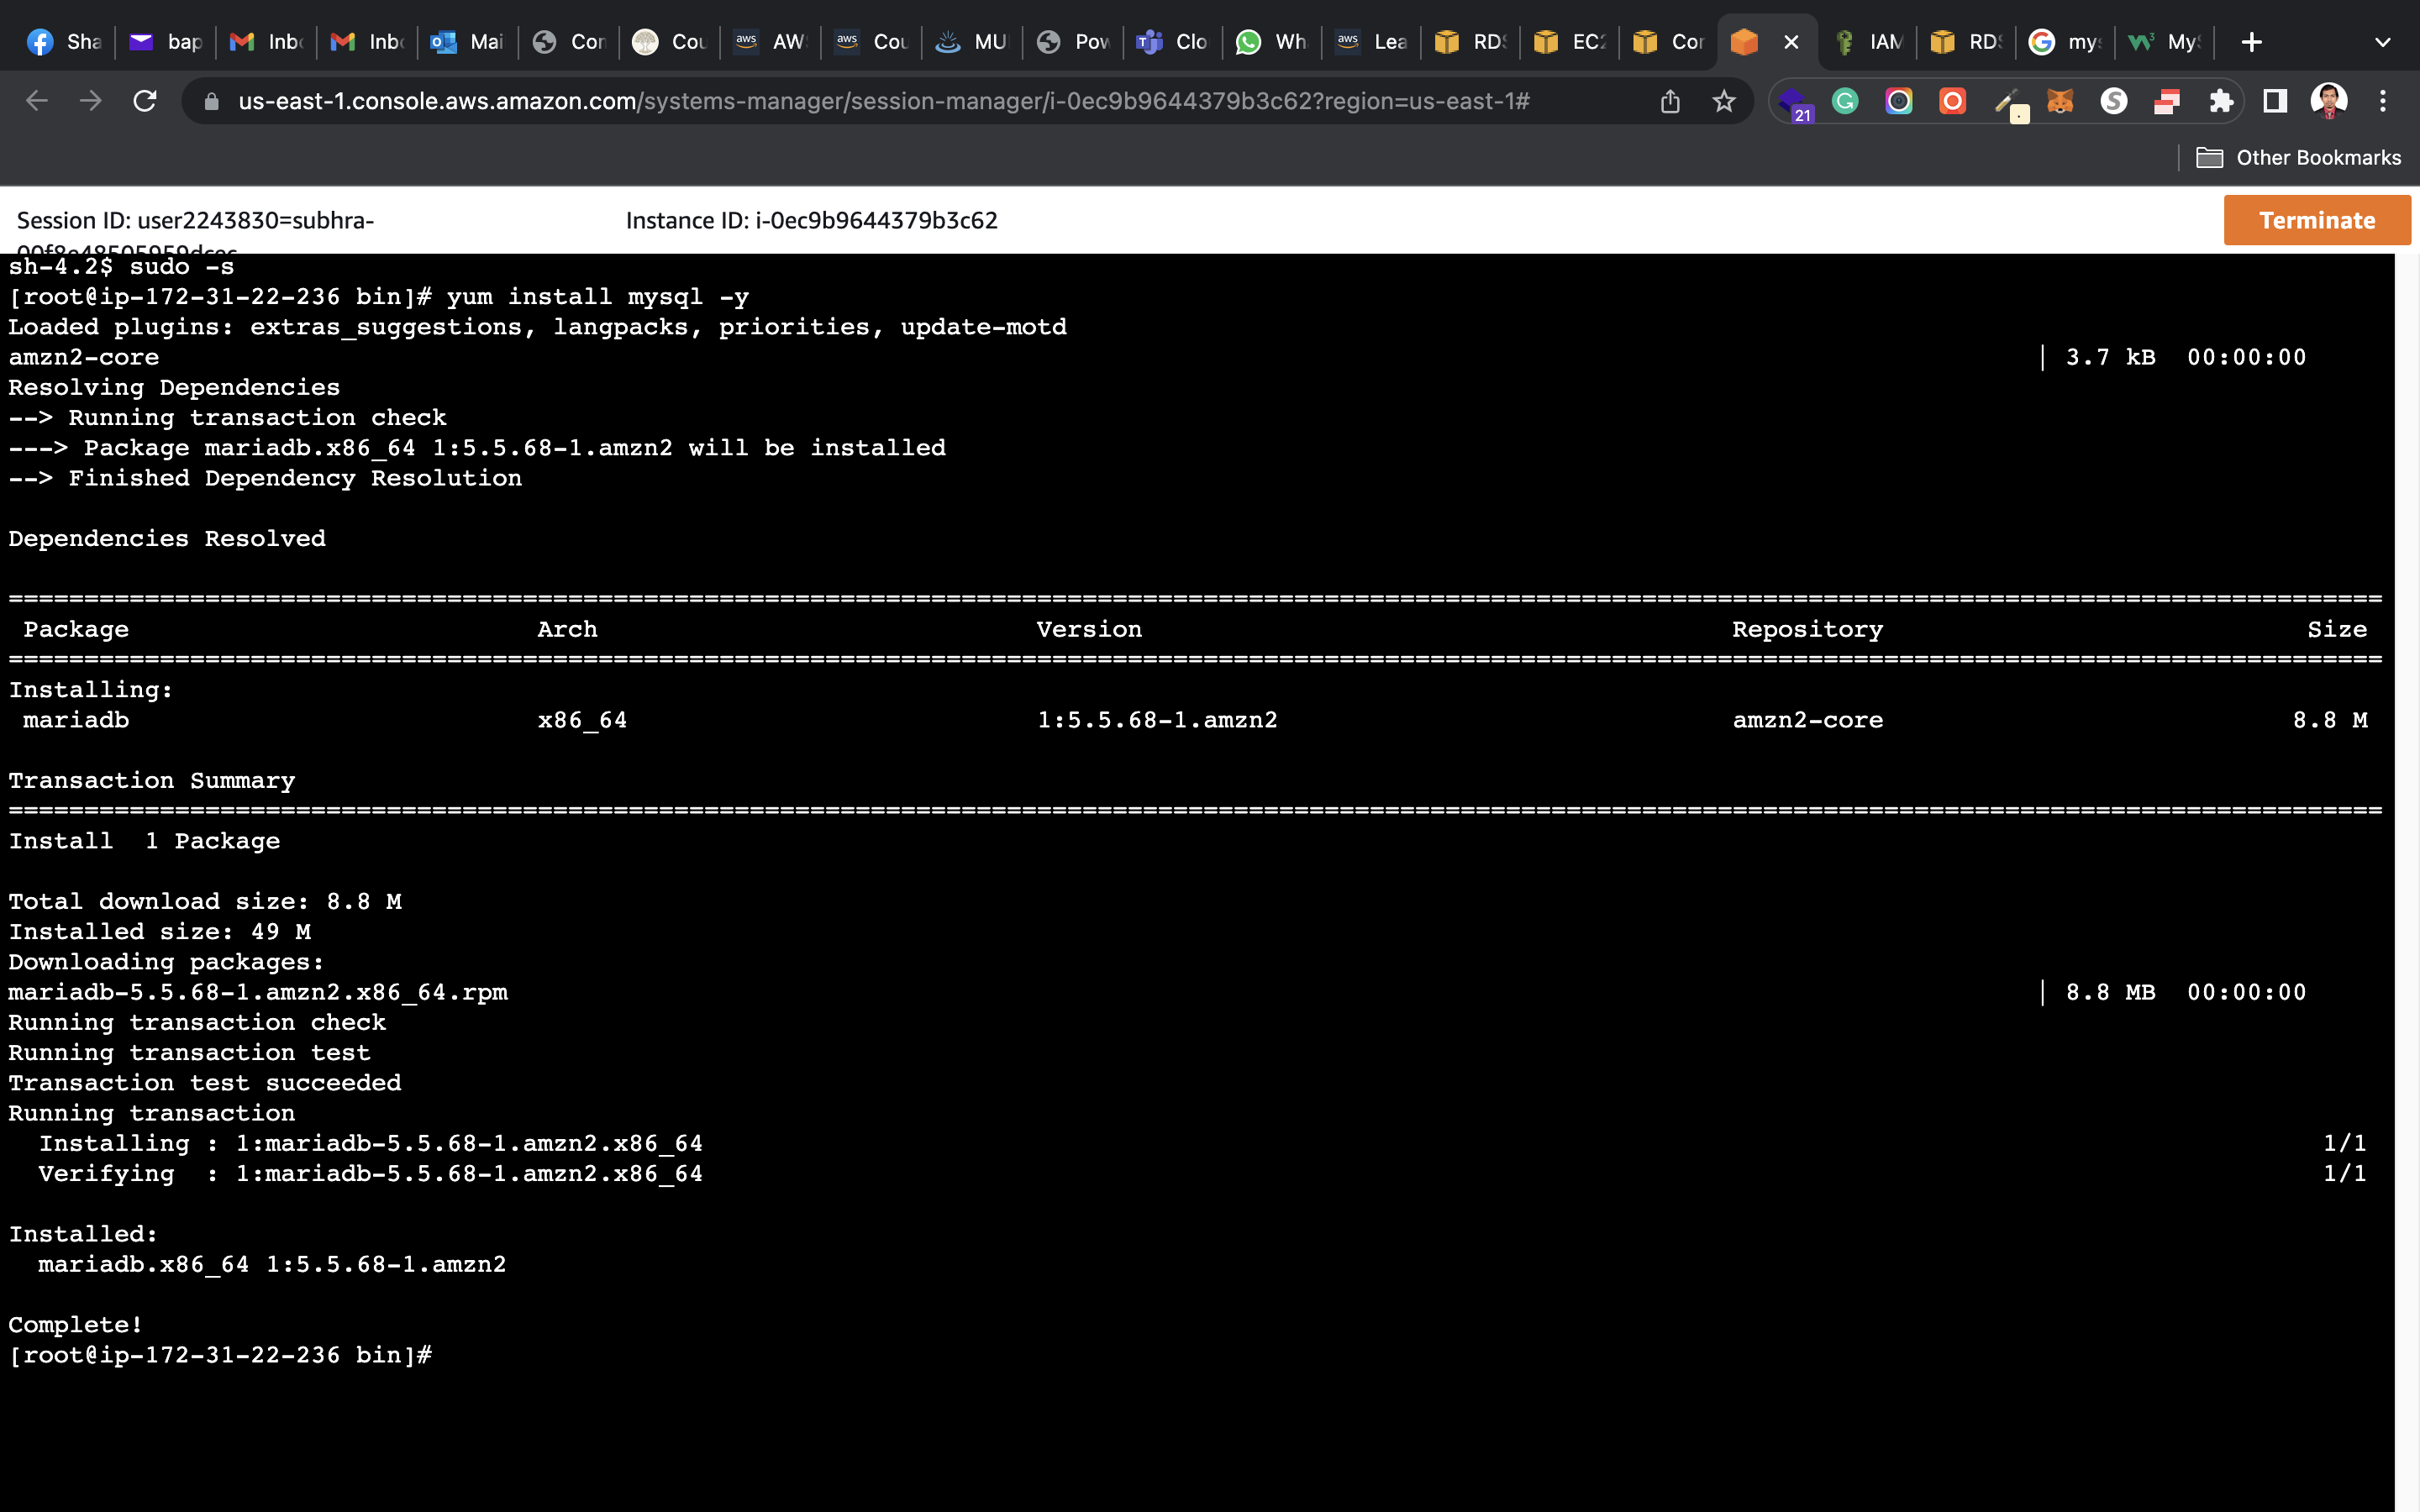 Sha bap Inb Inb Mai Con Cou AW Cou MU Pow Clo Wh Lea RDS EC2 Con IAM RDS mys MyS
us-east-1.console.aws.amazon.com/systems-manager/session-manager/i-0ec9b9644379b3c62?region=us-east-1#
21
Other Bookmarks
Session ID: user2243830=subhra- Instance ID: i-0ec9b9644379b3c62 Terminate
sh-4.2$ sudo -s
[root@ip-172-31-22-236 bin]# yum install mysql -y
Loaded plugins: extras_suggestions, langpacks, priorities, update-motd
amzn2-core | 3.7 kB 00:00:00
Resolving Dependencies
--> Running transaction check
---> Package mariadb.x86_64 1:5.5.68-1.amzn2 will be installed
--> Finished Dependency Resolution
Dependencies Resolved
Package Arch Version Repository Size
Installing:
mariadb x86_64 1:5.5.68-1.amzn2 amzn2-core 8.8 M
Transaction Summary
Install 1 Package
Total download size: 8.8 M
Installed size: 49 M
Downloading packages:
mariadb-5.5.68-1.amzn2.x86_64.rpm | 8.8 MB 00:00:00
Running transaction check
Running transaction test
Transaction test succeeded
Running transaction
Installing : 1:mariadb-5.5.68-1.amzn2.x86_64 1/1
Verifying : 1:mariadb-5.5.68-1.amzn2.x86_64 1/1
Installed:
mariadb.x86_64 1:5.5.68-1.amzn2
Complete!
[root@ip-172-31-22-236 bin]#